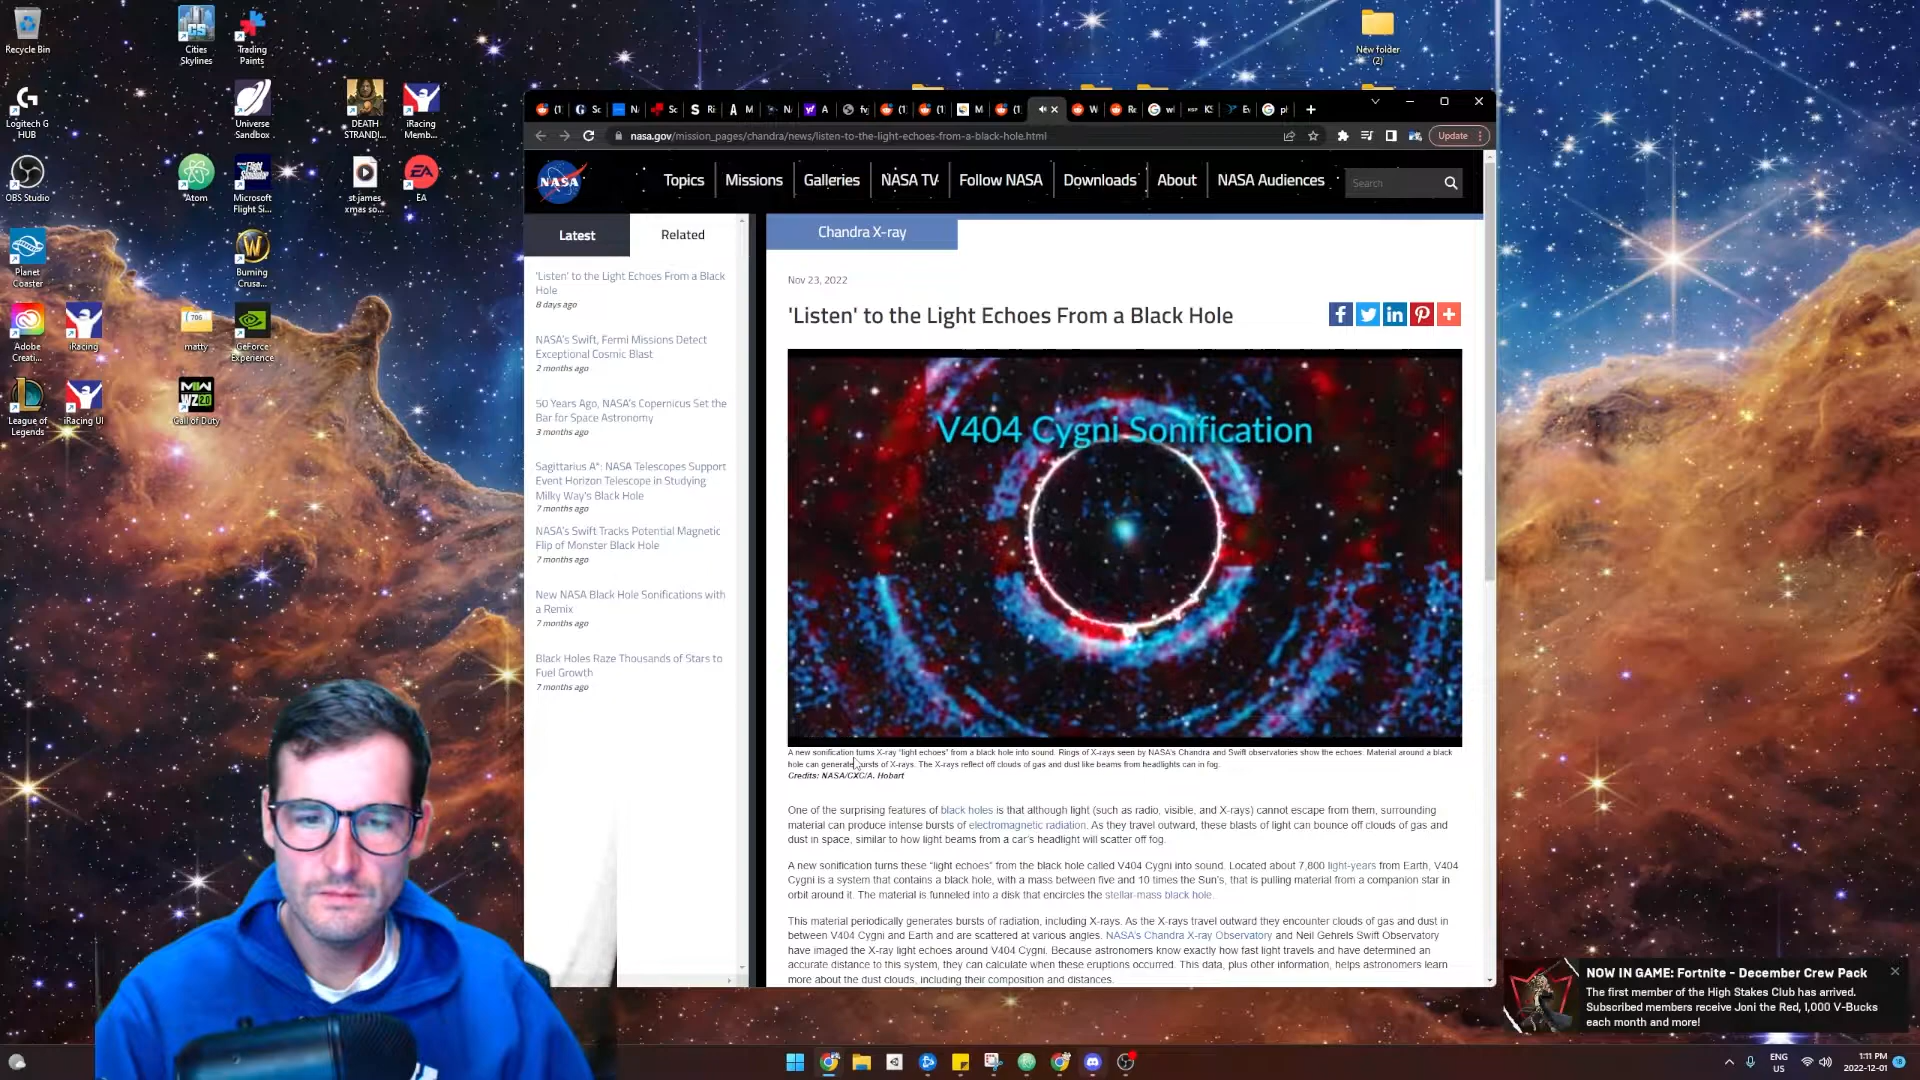 Recycle Bin
Cities
Skylines
Trading
Paints
New folder
(2)
Logitech G
HUB
Universe
Sandbox
DEATH
STRANDI...
iRacing
Memb...
OBS Studio
Atom
Microsoft
Flight Si...
st-james
xmas so...
EA
Planet
Coaster
Burning
Crusa...
Adobe
Creati...
iRacing
706
matty
GeForce
Experience
League of
Legends
iRacing UI
MW
WZ 2.0
Call of Duty
nasa.gov/mission_pages/chandra/news/listen-to-the-light-echoes-from-a-black-hole.html
Update
NASA
Topics
Missions
Galleries
NASA TV
Follow NASA
Downloads
About
NASA Audiences
Search
Latest
Related
'Listen' to the Light Echoes From a Black
Hole
8 days ago
NASA's Swift, Fermi Missions Detect
Exceptional Cosmic Blast
2 months ago
50 Years Ago, NASA's Copernicus Set the
Bar for Space Astronomy
3 months ago
Sagittarius A*: NASA Telescopes Support
Event Horizon Telescope in Studying
Milky Way's Black Hole
7 months ago
NASA's Swift Tracks Potential Magnetic
Flip of Monster Black Hole
7 months ago
New NASA Black Hole Sonifications with
a Remix
7 months ago
Black Holes Raze Thousands of Stars to
Fuel Growth
7 months ago
Chandra X-ray
Nov 23, 2022
'Listen' to the Light Echoes From a Black Hole
V404 Cygni Sonification
A new sonification turns X-ray "light echoes" from a black hole into sound. Rings of X-rays seen by NASA's Chandra and Swift observatories show the echoes. Material around a black
hole can generate bursts of X-rays. The X-rays reflect off clouds of gas and dust like beams from headlights can in fog.
Credits: NASA/CXC/A. Hobart
One of the surprising features of black holes is that although light (such as radio, visible, and X-rays) cannot escape from them, surrounding
material can produce intense bursts of electromagnetic radiation. As they travel outward, these blasts of light can bounce off clouds of gas and
dust in space, similar to how light beams from a car's headlight will scatter off fog.
A new sonification turns these "light echoes" from the black hole called V404 Cygni into sound. Located about 7,800 light-years from Earth, V404
Cygni is a system that contains a black hole, with a mass between five and 10 times the Sun's, that is pulling material from a companion star in
orbit around it. The material is funneled into a disk that encircles the stellar-mass black hole.
This material periodically generates bursts of radiation, including X-rays. As the X-rays travel outward they encounter clouds of gas and dust in
between V404 Cygni and Earth and are scattered at various angles. NASA's Chandra X-ray Observatory and Neil Gehrels Swift Observatory
have imaged the X-ray light echoes around V404 Cygni. Because astronomers know exactly how fast light travels and have determined an
accurate distance to this system, they can calculate when these eruptions occurred. This data, plus other information, helps astronomers learn
more about the dust clouds, including their composition and distances.
NOW IN GAME: Fortnite - December Crew Pack
The first member of the High Stakes Club has arrived.
Subscribed members receive Joni the Red, 1,000 V-Bucks
each month and more!
ENG
US
1:11 PM
2022-12-01